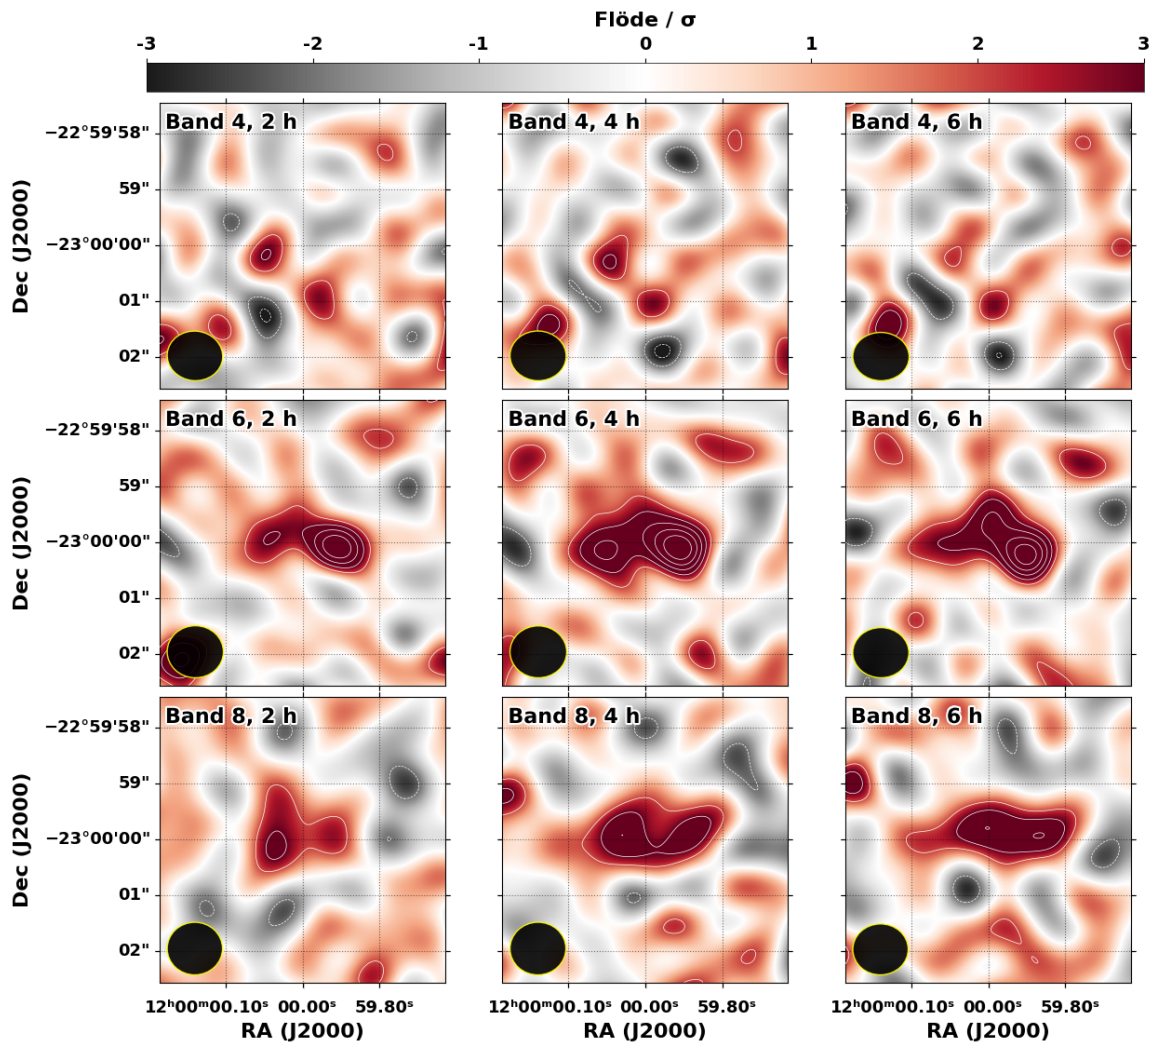 Flöde / σ
-3 -2 -1 0 1 2 3
Band 4, 2 h Band 4, 4 h Band 4, 6 h
−22°59'58"
59"
−23°00'00"
01"
02"
Dec (J2000)
Band 6, 2 h Band 6, 4 h Band 6, 6 h
−22°59'58"
59"
−23°00'00"
01"
02"
Dec (J2000)
Band 8, 2 h Band 8, 4 h Band 8, 6 h
−22°59'58"
59"
−23°00'00"
01"
02"
Dec (J2000)
12ʰ00ᵐ00.10ˢ 00.00ˢ 59.80ˢ 12ʰ00ᵐ00.10ˢ 00.00ˢ 59.80ˢ 12ʰ00ᵐ00.10ˢ 00.00ˢ 59.80ˢ
RA (J2000) RA (J2000) RA (J2000)